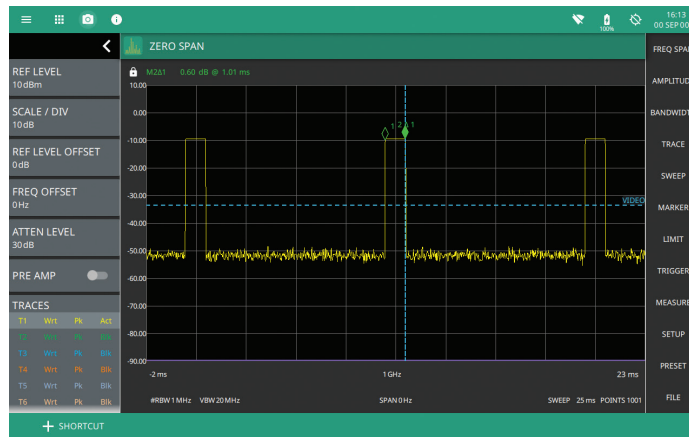 16:13
100%
00 SEP 00
ZERO SPAN
FREQ SPA
REF LEVEL
10 dBm
M2Δ1 0.60 dB @ 1.01 ms
10.00
AMPLITUD
SCALE / DIV
10 dB
0.00
BANDWIDT
1 2 1
REF LEVEL OFFSET
0 dB
-10.00
TRACE
-20.00
SWEEP
FREQ OFFSET
0 Hz
-30.00
VIDEO
MARKER
ATTEN LEVEL
30 dB
-40.00
LIMIT
-50.00
PRE AMP
-60.00
TRIGGER
TRACES
-70.00
MEASURE
T1 Wrt Pk Act
T2 Wrt Pk Blk
-80.00
SETUP
T3 Wrt Pk Blk
T4 Wrt Pk Blk
-90.00
PRESET
-2 ms 1 GHz 23 ms
T5 Wrt Pk Blk
T6 Wrt Pk Blk
#RBW 1 MHz VBW 20 MHz SPAN 0 Hz SWEEP 25 ms POINTS 1001
FILE
SHORTCUT